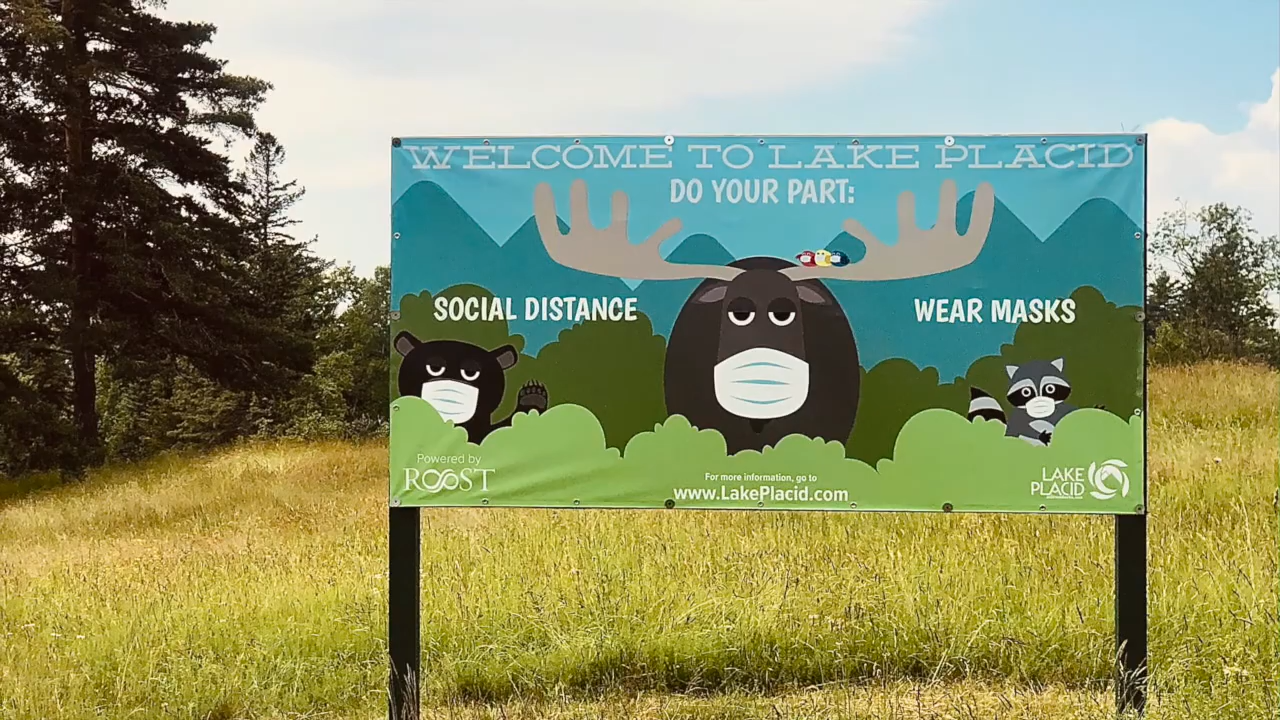 WELCOME TO LAKE PLACID
DO YOUR PART:
SOCIAL DISTANCE
WEAR MASKS
Powered by
ROOST
For more information, go to
www.LakePlacid.com
LAKE
PLACID